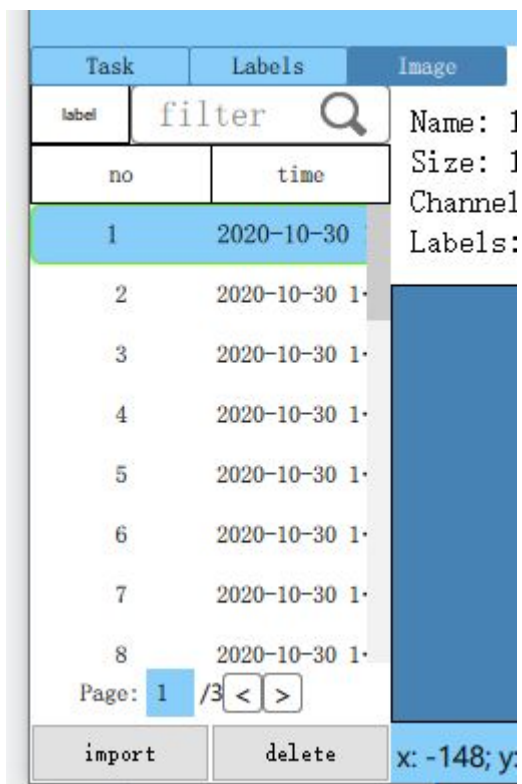 Task Labels Image
label filter
Name: 1
Size: 1
Channel
Labels:
no time
1 2020-10-30
2 2020-10-30 1
3 2020-10-30 1
4 2020-10-30 1
5 2020-10-30 1
6 2020-10-30 1
7 2020-10-30 1
8 2020-10-30 1
Page: 1 /3 < >
import delete
x: -148; y: